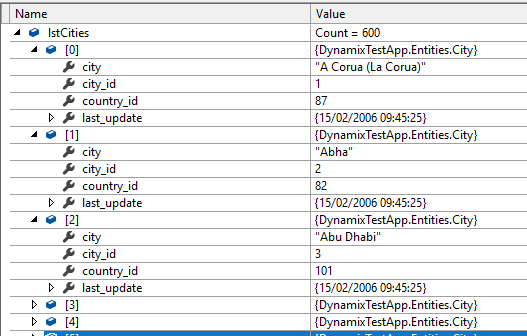 Name Value
lstCities Count = 600
[0] {DynamixTestApp.Entities.City}
city "A Corua (La Corua)"
city_id 1
country_id 87
last_update {15/02/2006 09:45:25}
[1] {DynamixTestApp.Entities.City}
city "Abha"
city_id 2
country_id 82
last_update {15/02/2006 09:45:25}
[2] {DynamixTestApp.Entities.City}
city "Abu Dhabi"
city_id 3
country_id 101
last_update {15/02/2006 09:45:25}
[3] {DynamixTestApp.Entities.City}
[4] {DynamixTestApp.Entities.City}